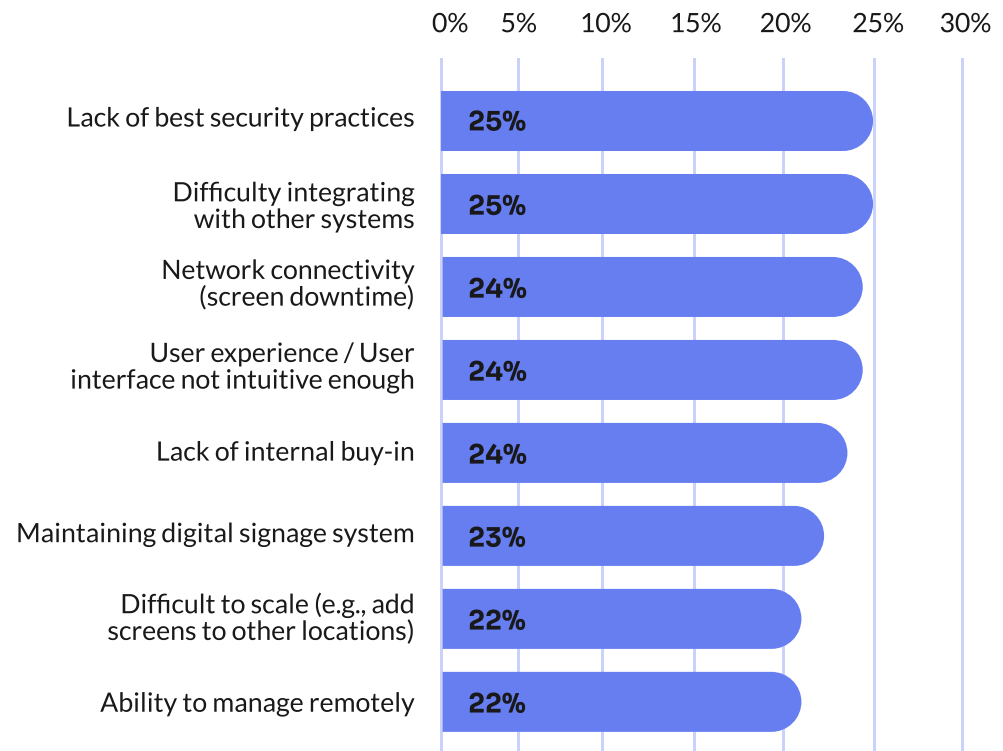 0% 5% 10% 15% 20% 25% 30%
Lack of best security practices
25%
Difficulty integrating
with other systems
25%
Network connectivity
(screen downtime)
24%
User experience / User
interface not intuitive enough
24%
Lack of internal buy-in
24%
Maintaining digital signage system
23%
Difficult to scale (e.g., add
screens to other locations)
22%
Ability to manage remotely
22%